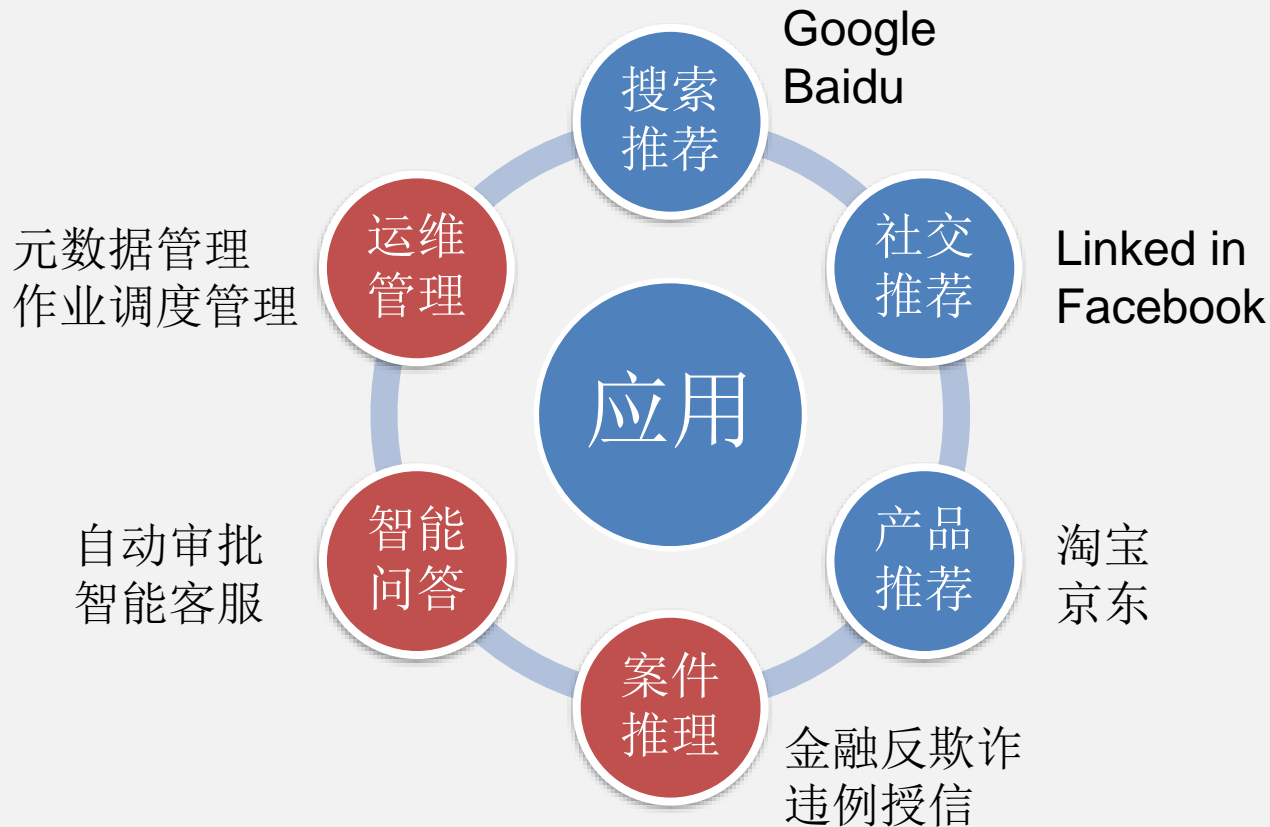 Google
Baidu
搜索
推荐
社交
推荐
Linked in
Facebook
产品
推荐
淘宝
京东
案件
推理
金融反欺诈
违例授信
智能
问答
自动审批
智能客服
运维
管理
元数据管理
作业调度管理
应用